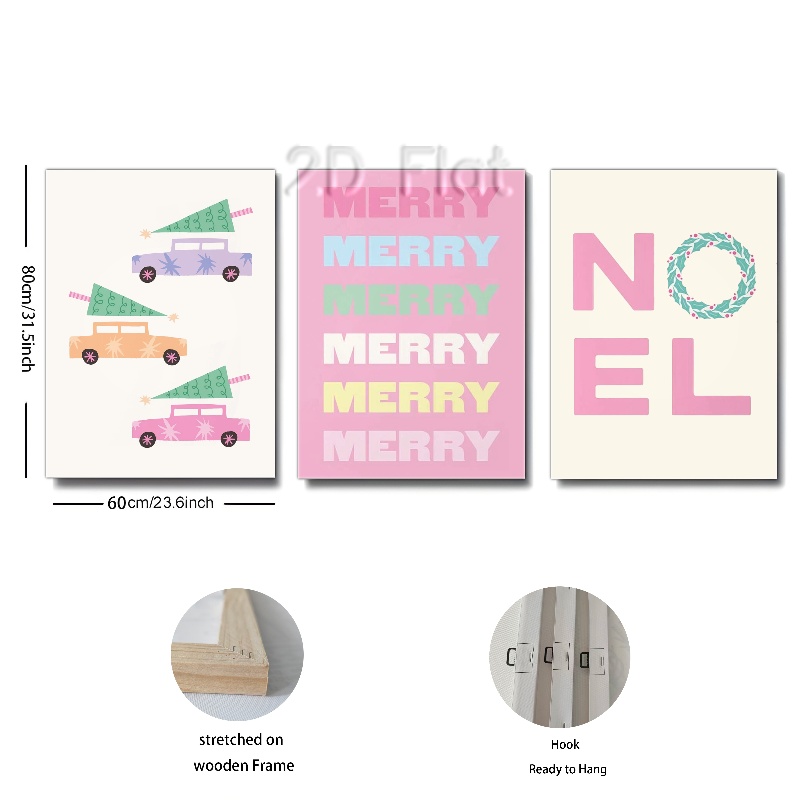 2D Flat
MERRY
MERRY
MERRY
MERRY
MERRY
MERRY
NO
EL
80cm/31.5inch
60cm/23.6inch
stretched on
wooden Frame
Hook
Ready to Hang